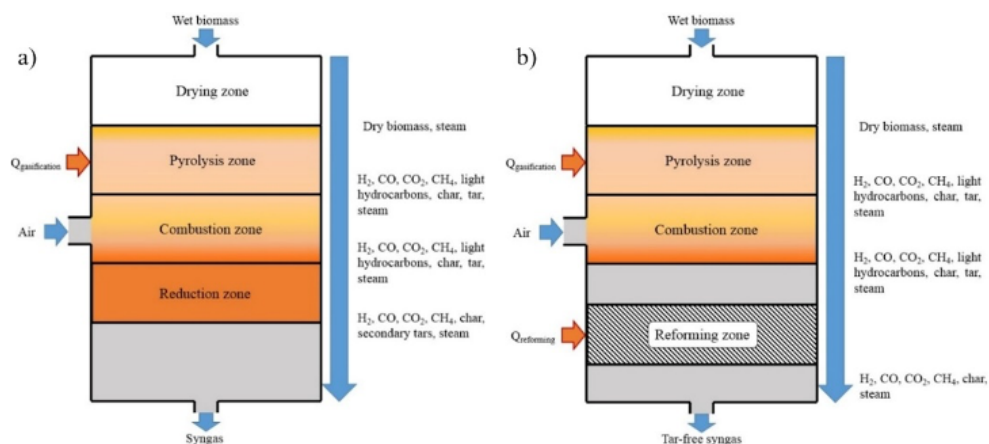 a)
Wet biomass
Drying zone
Dry biomass, steam
Q gasification
Pyrolysis zone
H₂, CO, CO₂, CH₄, light
hydrocarbons, char, tar,
steam
Air
Combustion zone
H₂, CO, CO₂, CH₄, light
hydrocarbons, char, tar,
steam
Reduction zone
H₂, CO, CO₂, CH₄, char,
secondary tars, steam
Syngas
b)
Wet biomass
Drying zone
Dry biomass, steam
Q gasification
Pyrolysis zone
H₂, CO, CO₂, CH₄, light
hydrocarbons, char, tar,
steam
Air
Combustion zone
H₂, CO, CO₂, CH₄, light
hydrocarbons, char, tar,
steam
Q reforming
Reforming zone
H₂, CO, CO₂, CH₄, char,
steam
Tar-free syngas